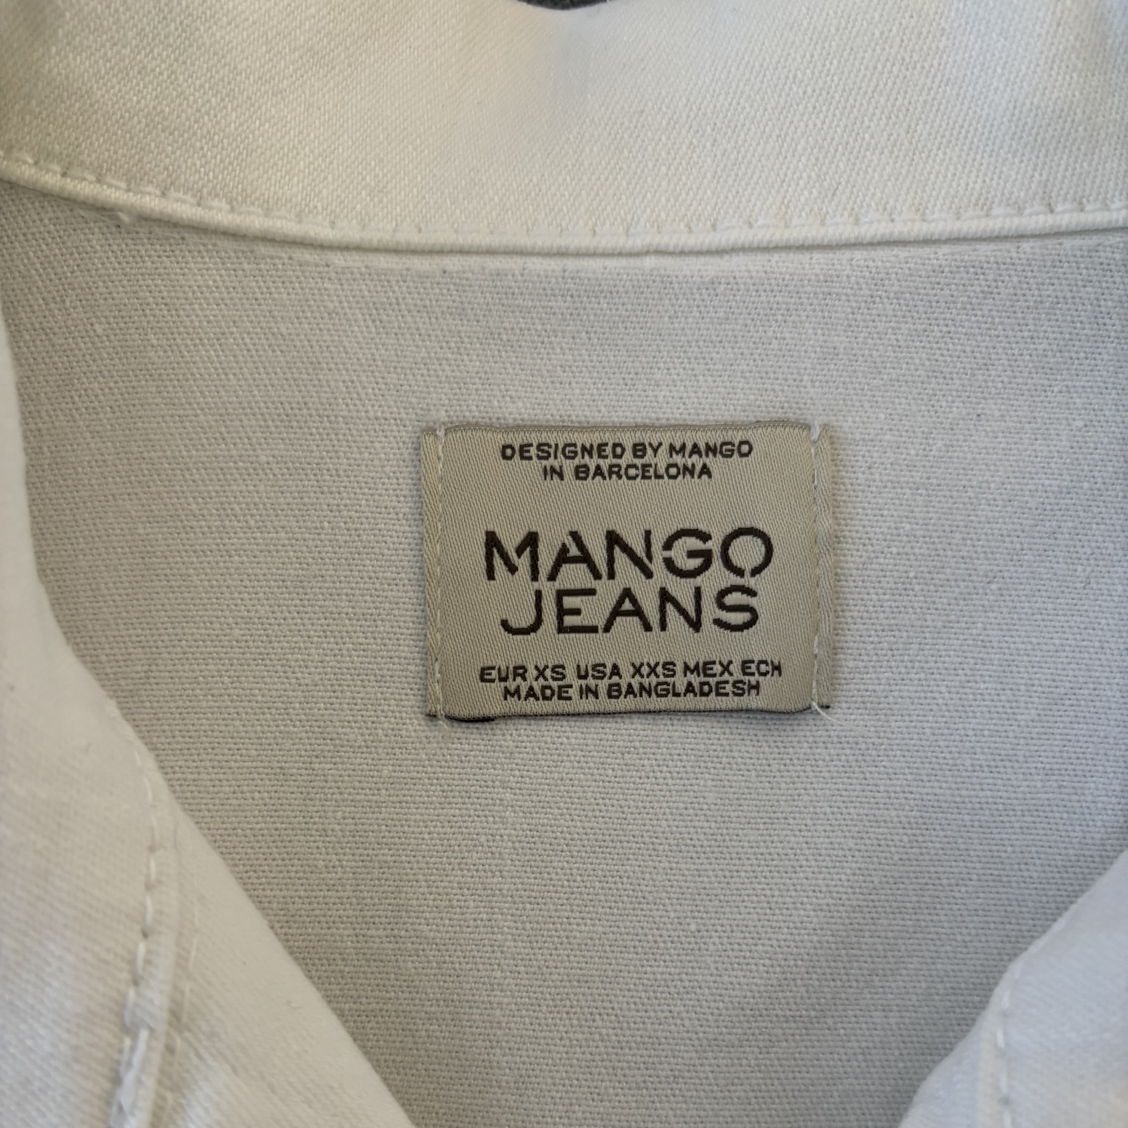 DESIGNED BY MANGO
IN BARCELONA
MANGO
JEANS
EUR XS USA XXS MEX ECH
MADE IN BANGLADESH